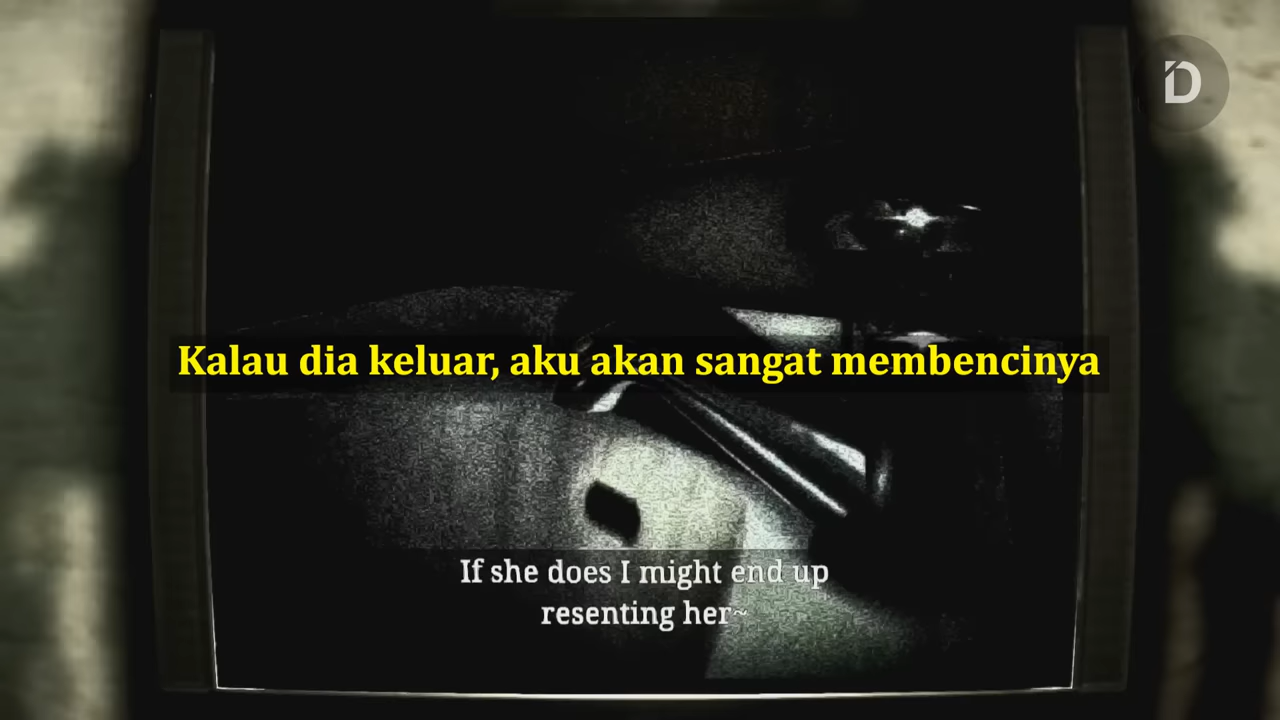 D
Kalau dia keluar, aku akan sangat membencinya
If she does I might end up
resenting her~